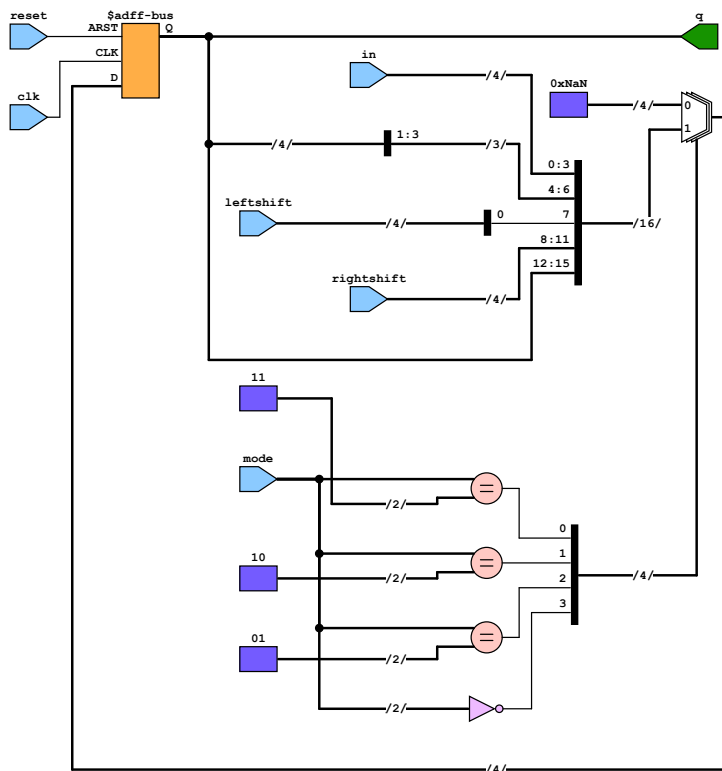 $adff-bus
reset
ARST
Q
q
CLK
in
D
/4/
0xNaN
/4/
0
clk
1
1:3
/4/
/3/
0:3
4:6
leftshift
0
7
/4/
/16/
8:11
12:15
rightshift
/4/
11
mode
/2/
0
1
10
/2/
2
/4/
3
01
/2/
/2/
/4/